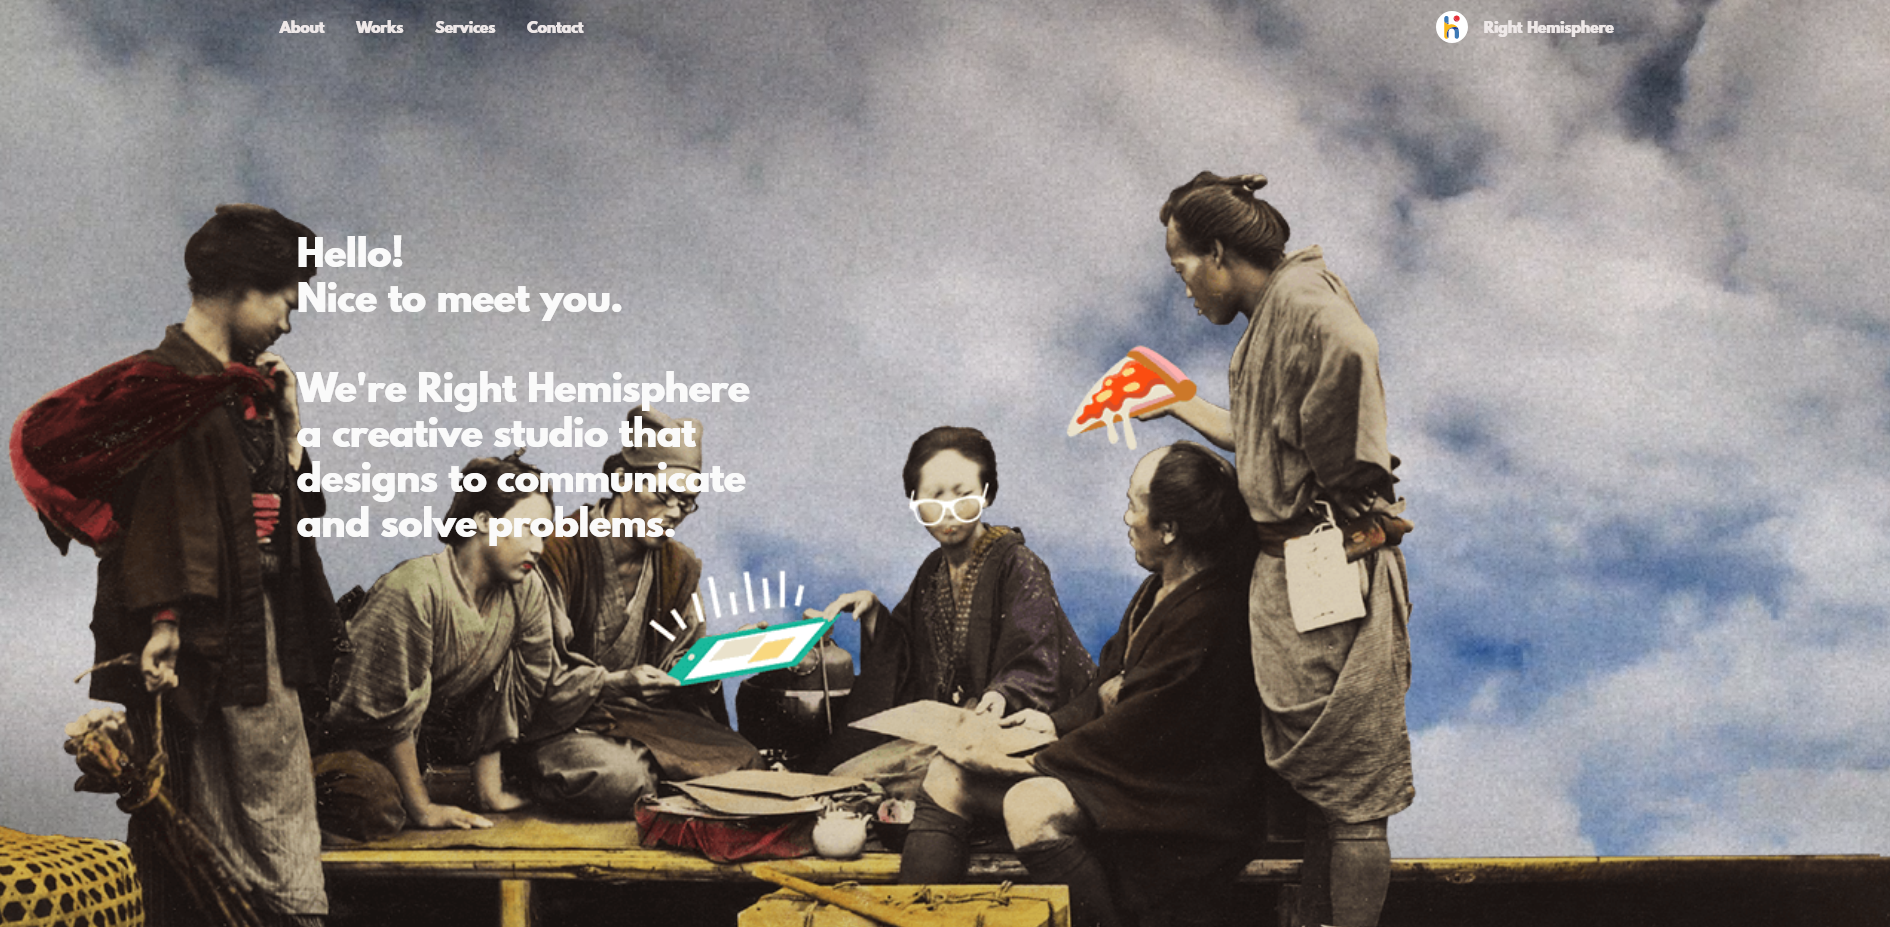 About
Works
Services
Contact
Right Hemisphere
Hello!
Nice to meet you.
We're Right Hemisphere
a creative studio that
designs to communicate
and solve problems.